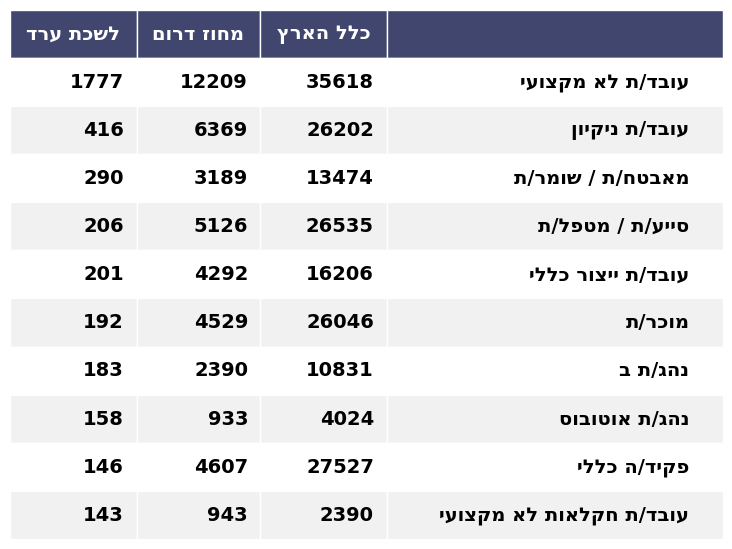 כלל הארץ מחוז דרום לשכת ערד
עובד/ת לא מקצועי 35618 12209 1777
עובד/ת ניקיון 26202 6369 416
מאבטח/ת / שומר/ת 13474 3189 290
סייע/ת / מטפל/ת 26535 5126 206
עובד/ת ייצור כללי 16206 4292 201
מוכר/ת 26046 4529 192
נהג/ת ב 10831 2390 183
נהג/ת אוטובוס 4024 933 158
פקיד/ה כללי 27527 4607 146
עובד/ת חקלאות לא מקצועי 2390 943 143